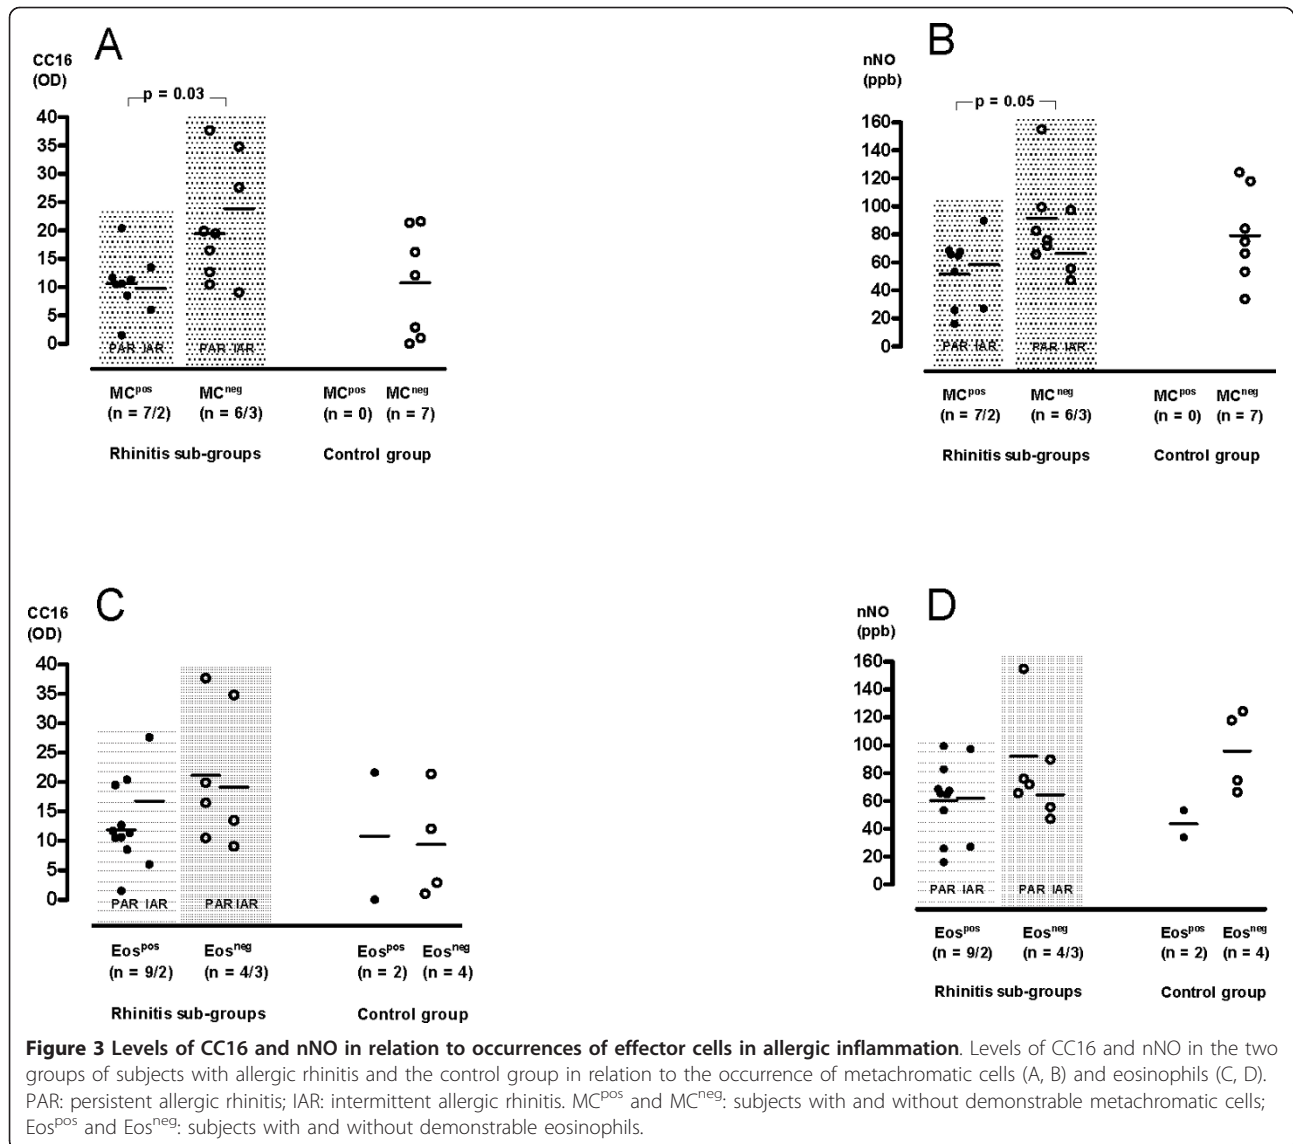 A
CC16
(OD)
p = 0.03
40
35
30
25
20
15
10
5
0
PAR IAR PAR IAR
MCpos MCneg MCpos MCneg
(n = 7/2) (n = 6/3) (n = 0) (n = 7)
Rhinitis sub-groups Control group
B
nNO
(ppb)
p = 0.05
160
140
120
100
80
60
40
20
0
PAR IAR PAR IAR
MCpos MCneg MCpos MCneg
(n = 7/2) (n = 6/3) (n = 0) (n = 7)
Rhinitis sub-groups Control group
C
CC16
(OD)
40
35
30
25
20
15
10
5
0
PAR IAR PAR IAR
Eospos Eosneg Eospos Eosneg
(n = 9/2) (n = 4/3) (n = 2) (n = 4)
Rhinitis sub-groups Control group
D
nNO
(ppb)
160
140
120
100
80
60
40
20
0
PAR IAR PAR IAR
Eospos Eosneg Eospos Eosneg
(n = 9/2) (n = 4/3) (n = 2) (n = 4)
Rhinitis sub-groups Control group
Figure 3 Levels of CC16 and nNO in relation to occurrences of effector cells in allergic inflammation. Levels of CC16 and nNO in the two
groups of subjects with allergic rhinitis and the control group in relation to the occurrence of metachromatic cells (A, B) and eosinophils (C, D).
PAR: persistent allergic rhinitis; IAR: intermittent allergic rhinitis. MCpos and MCneg: subjects with and without demonstrable metachromatic cells;
Eospos and Eosneg: subjects with and without demonstrable eosinophils.